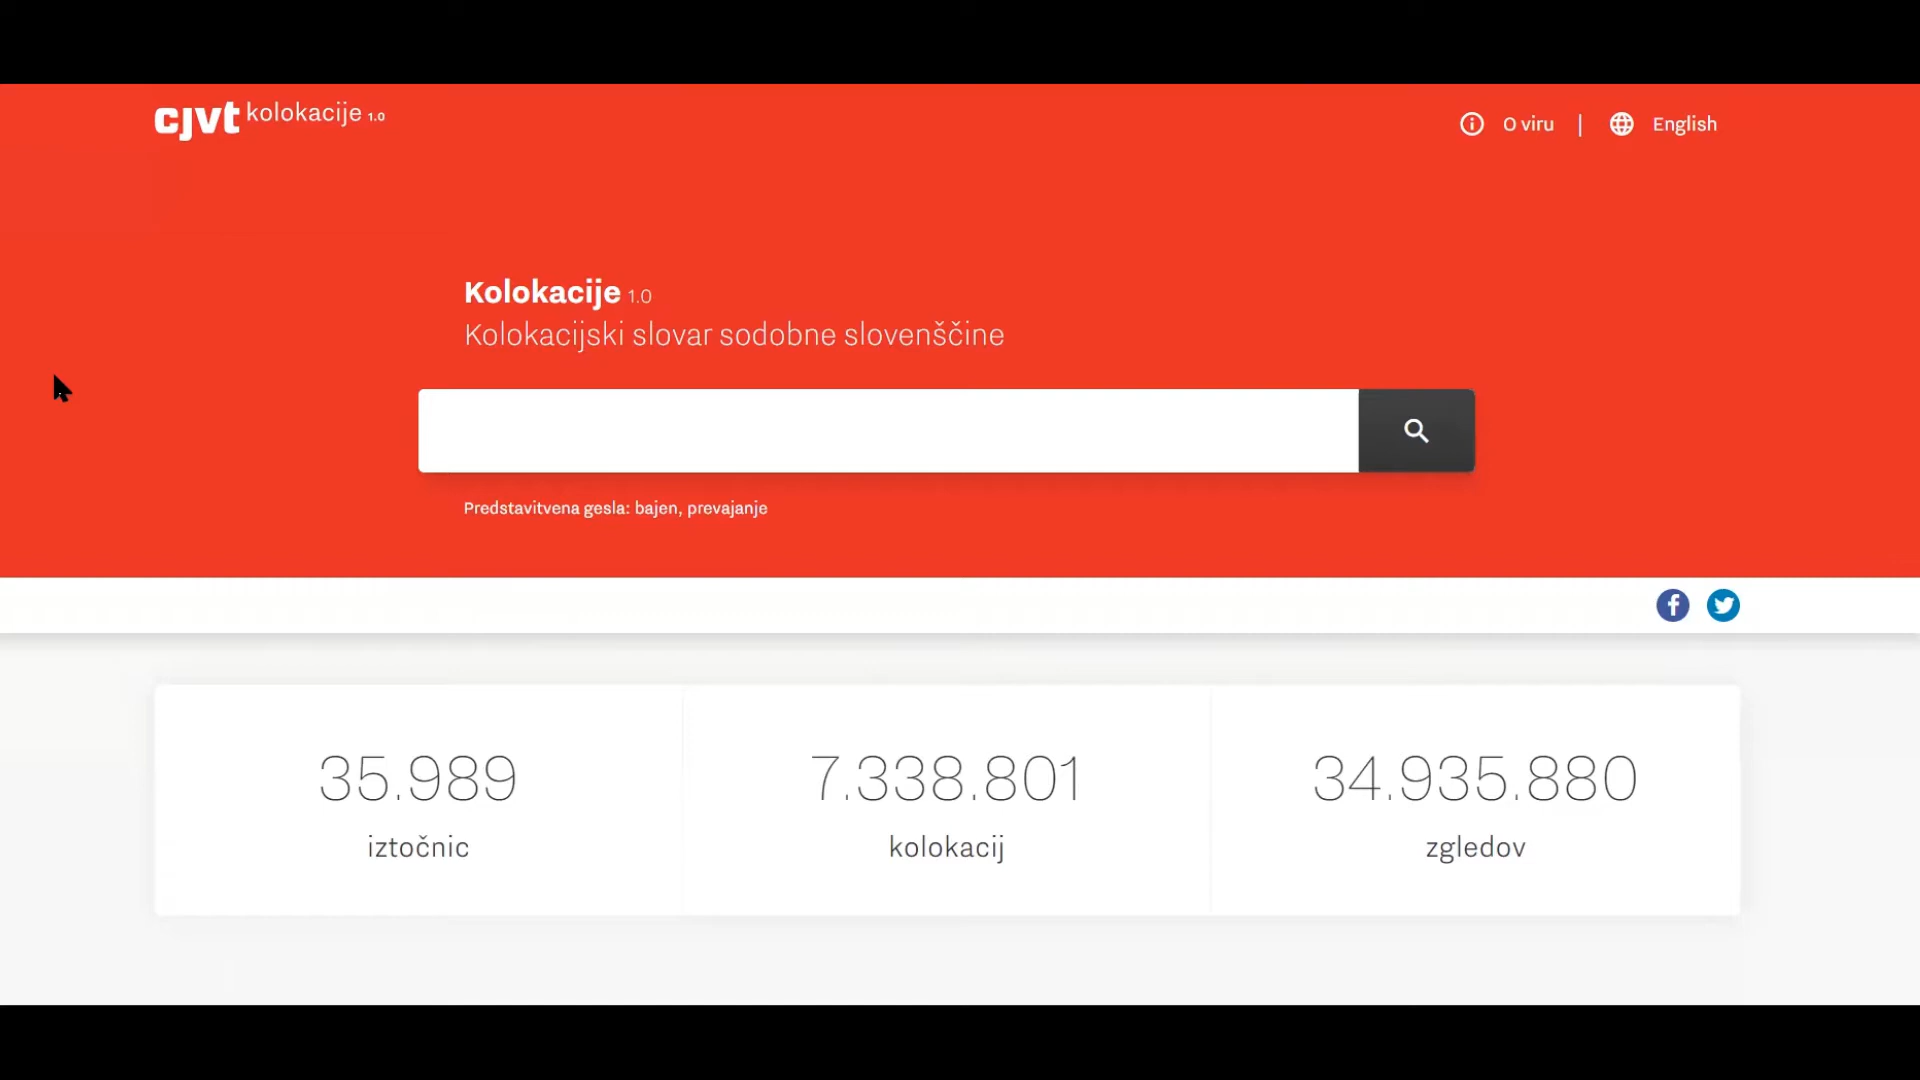 cjvt kolokacije 1.0
O viru | English
Kolokacije 1.0
Kolokacijski slovar sodobne slovenščine
Predstavitvena gesla: bajen, prevajanje
35.989
iztočnic
7.338.801
kolokacij
34.935.880
zgledov